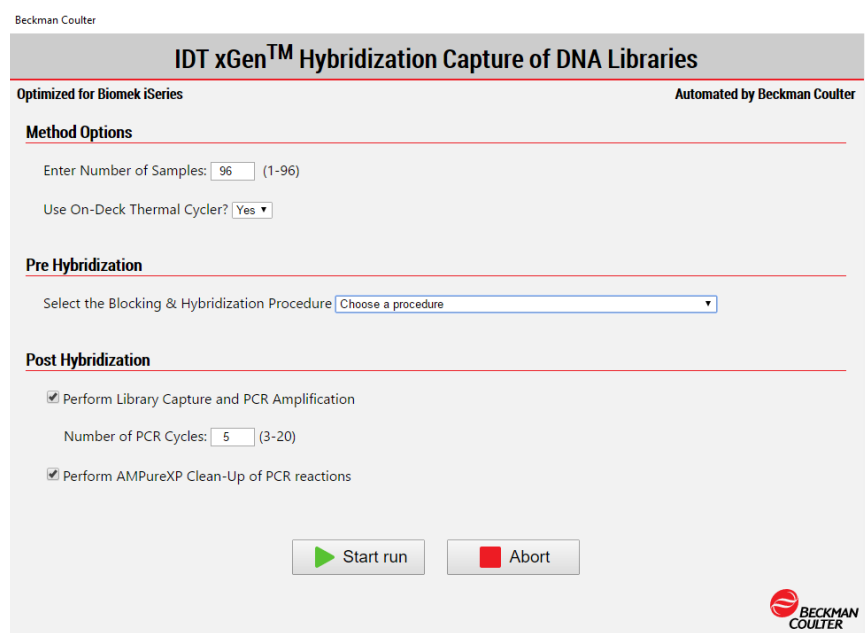 Beckman Coulter
IDT xGen™ Hybridization Capture of DNA Libraries
Optimized for Biomek iSeries Automated by Beckman Coulter
Method Options
Enter Number of Samples: 96 (1-96)
Use On-Deck Thermal Cycler? Yes
Pre Hybridization
Select the Blocking & Hybridization Procedure Choose a procedure
Post Hybridization
Perform Library Capture and PCR Amplification
Number of PCR Cycles: 5 (3-20)
Perform AMPureXP Clean-Up of PCR reactions
Start run Abort
BECKMAN
COULTER